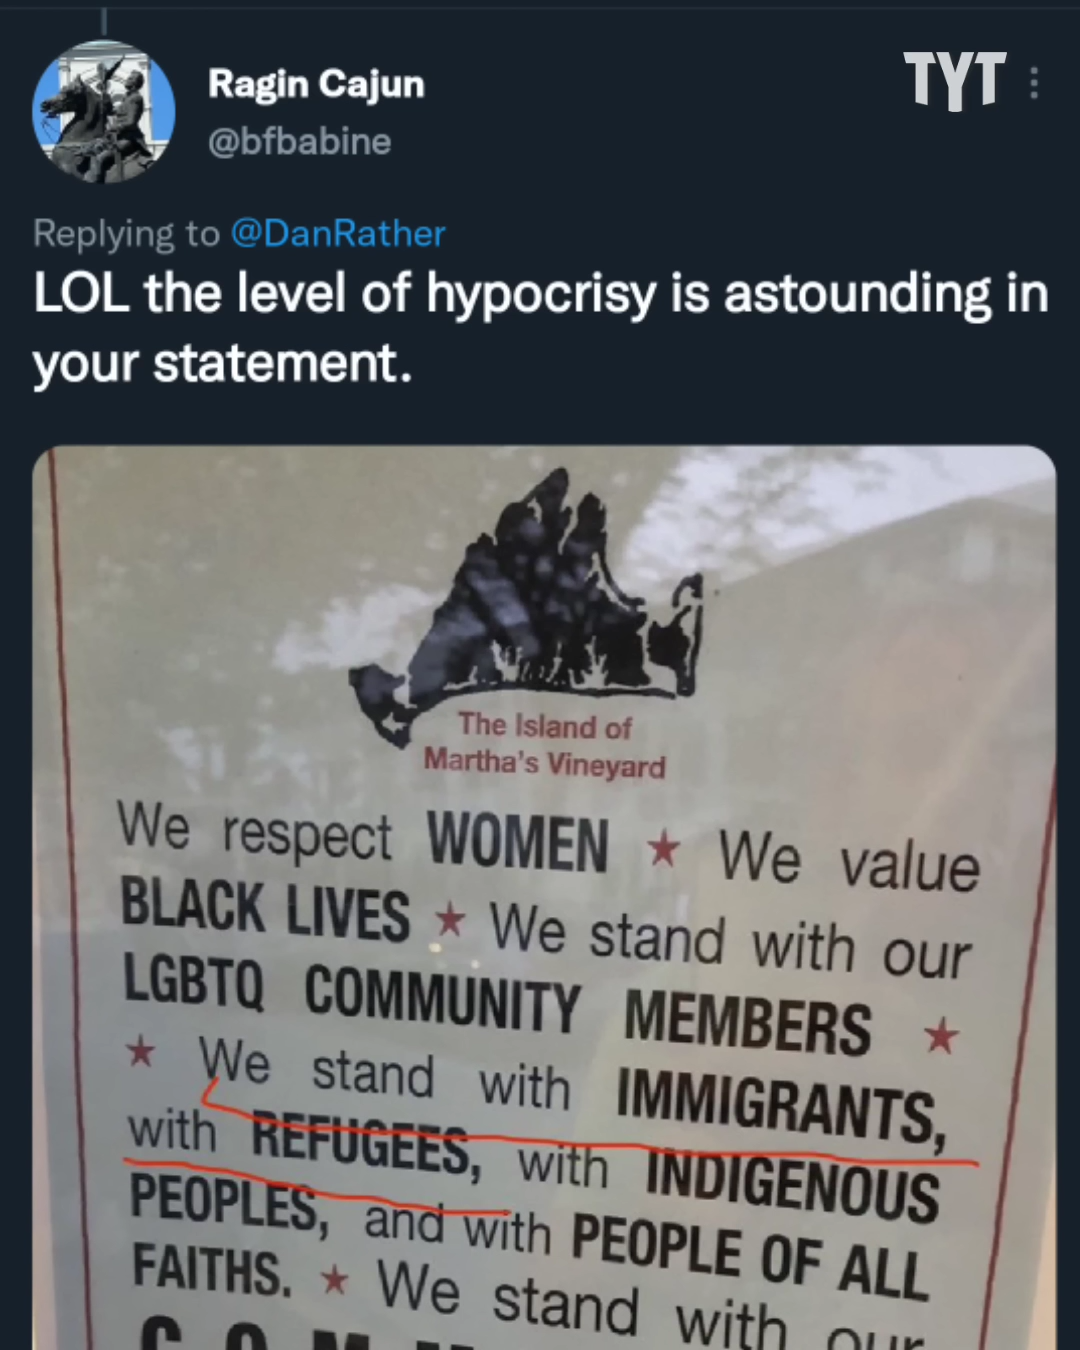 Ragin Cajun
TYT
@bfbabine
Replying to @DanRather
LOL the level of hypocrisy is astounding in
your statement.
The Island of
Martha's Vineyard
We respect WOMEN ★ We value
BLACK LIVES ★ We stand with our
LGBTQ COMMUNITY MEMBERS ★
★ We stand with IMMIGRANTS,
with REFUGEES, with INDIGENOUS
PEOPLES, and with PEOPLE OF ALL
FAITHS. ★ We stand with our